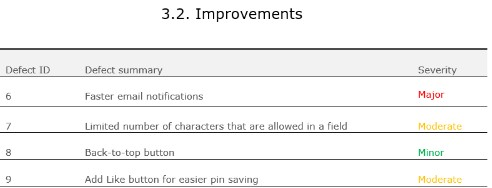 3.2. Improvements
Defect ID Defect summary Severity
6 Faster email notifications Major
7 Limited number of characters that are allowed in a field Moderate
8 Back-to-top button Minor
9 Add Like button for easier pin saving Moderate